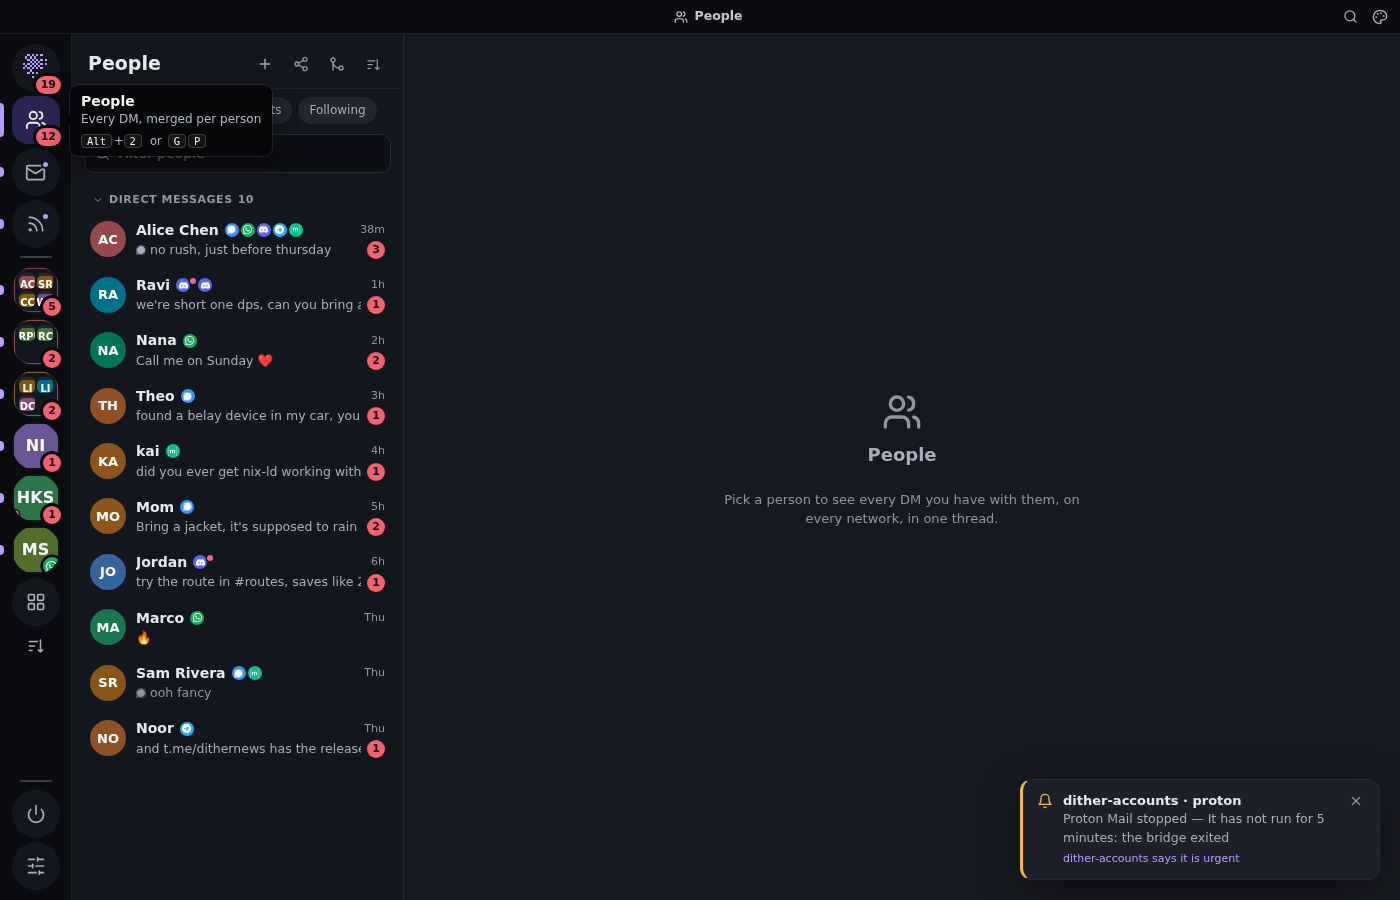 People
19
People
People
Every DM, merged per person
Alt + 2 or G P
ts
Following
12
DIRECT MESSAGES 10
AC
Alice Chen
38m
no rush, just before thursday
3
RA
Ravi
1h
we're short one dps, can you bring a
1
NA
Nana
2h
Call me on Sunday ❤️
2
TH
Theo
3h
found a belay device in my car, you
1
KA
kai
4h
did you ever get nix-ld working with
1
MO
Mom
5h
Bring a jacket, it's supposed to rain
2
JO
Jordan
6h
try the route in #routes, saves like 2
1
MA
Marco
Thu
🔥
SR
Sam Rivera
Thu
ooh fancy
NO
Noor
Thu
and t.me/dithernews has the release
1
AC SR
CC
5
RP RC
2
LI LI
DC
2
NI
1
HKS
1
MS
People
Pick a person to see every DM you have with them, on
every network, in one thread.
dither-accounts · proton
Proton Mail stopped — It has not run for 5
minutes: the bridge exited
dither-accounts says it is urgent